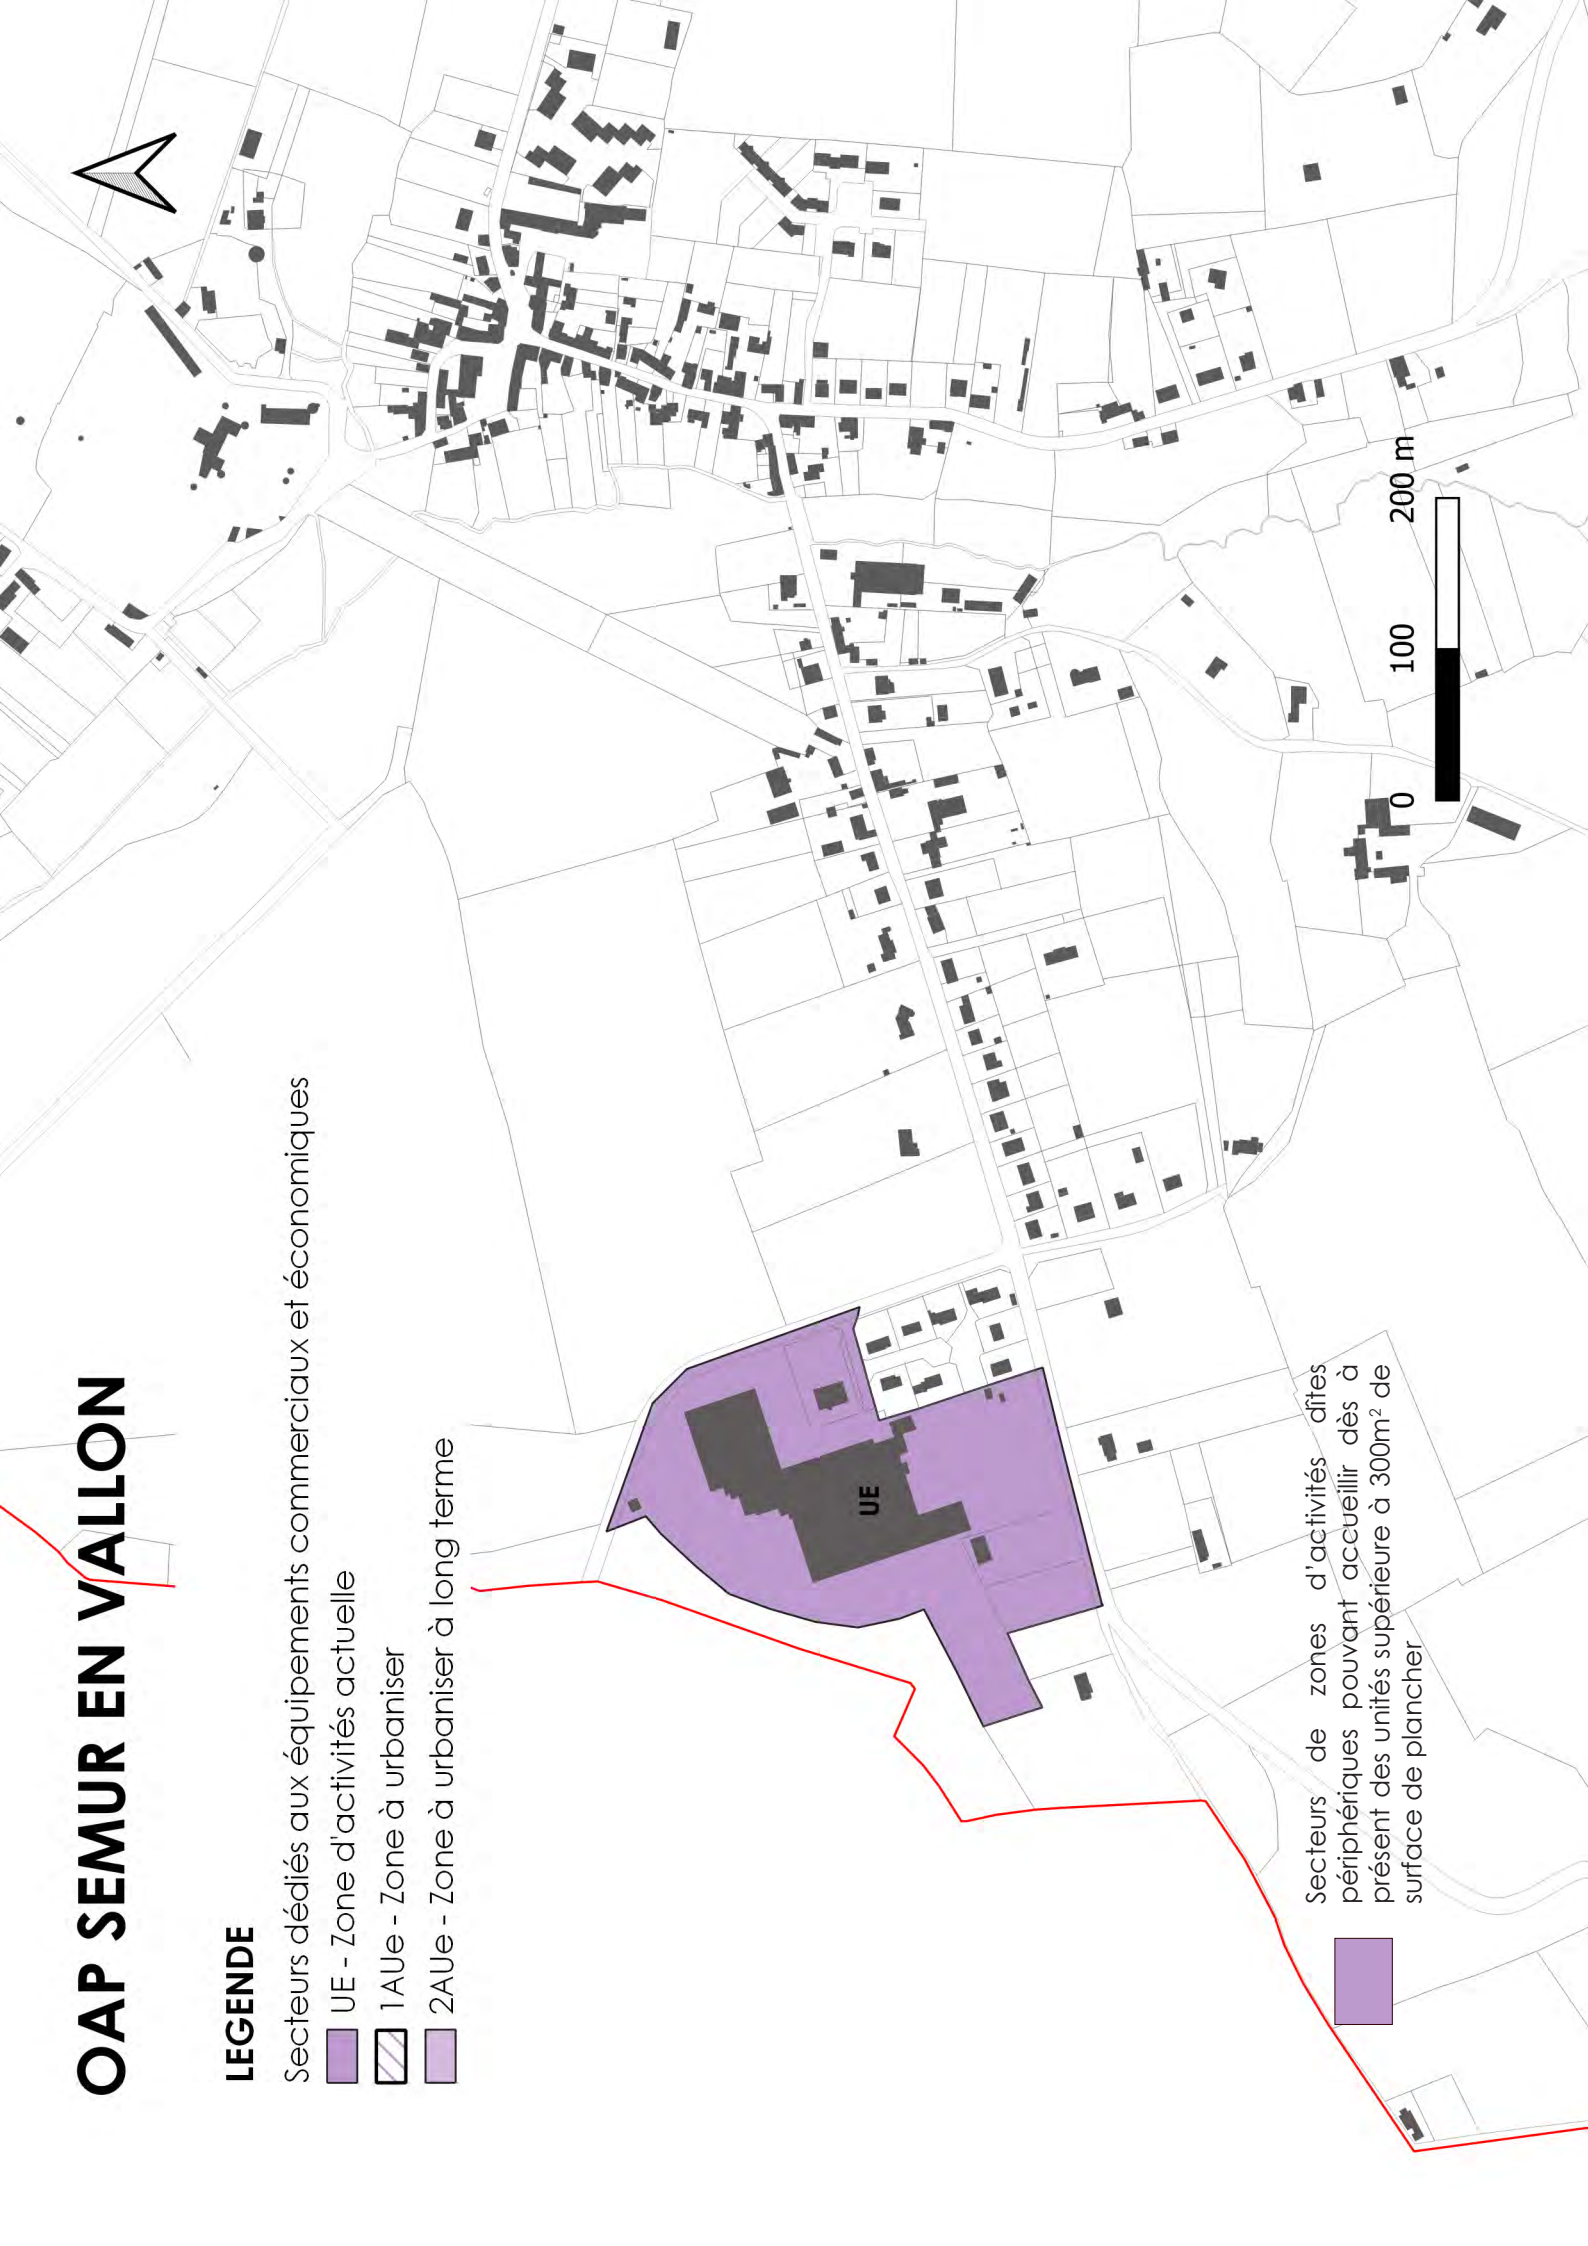 OAP SEMUR EN VALLON
LEGENDE
Secteurs dédiés aux équipements commerciaux et économiques
UE - Zone d'activités actuelle
1AUe - Zone à urbaniser
2AUe - Zone à urbaniser à long terme
UE
Secteurs de zones d'activités dîtes
périphériques pouvant accueillir dès à
présent des unités supérieure à 300m² de
surface de plancher
0 100 200 m